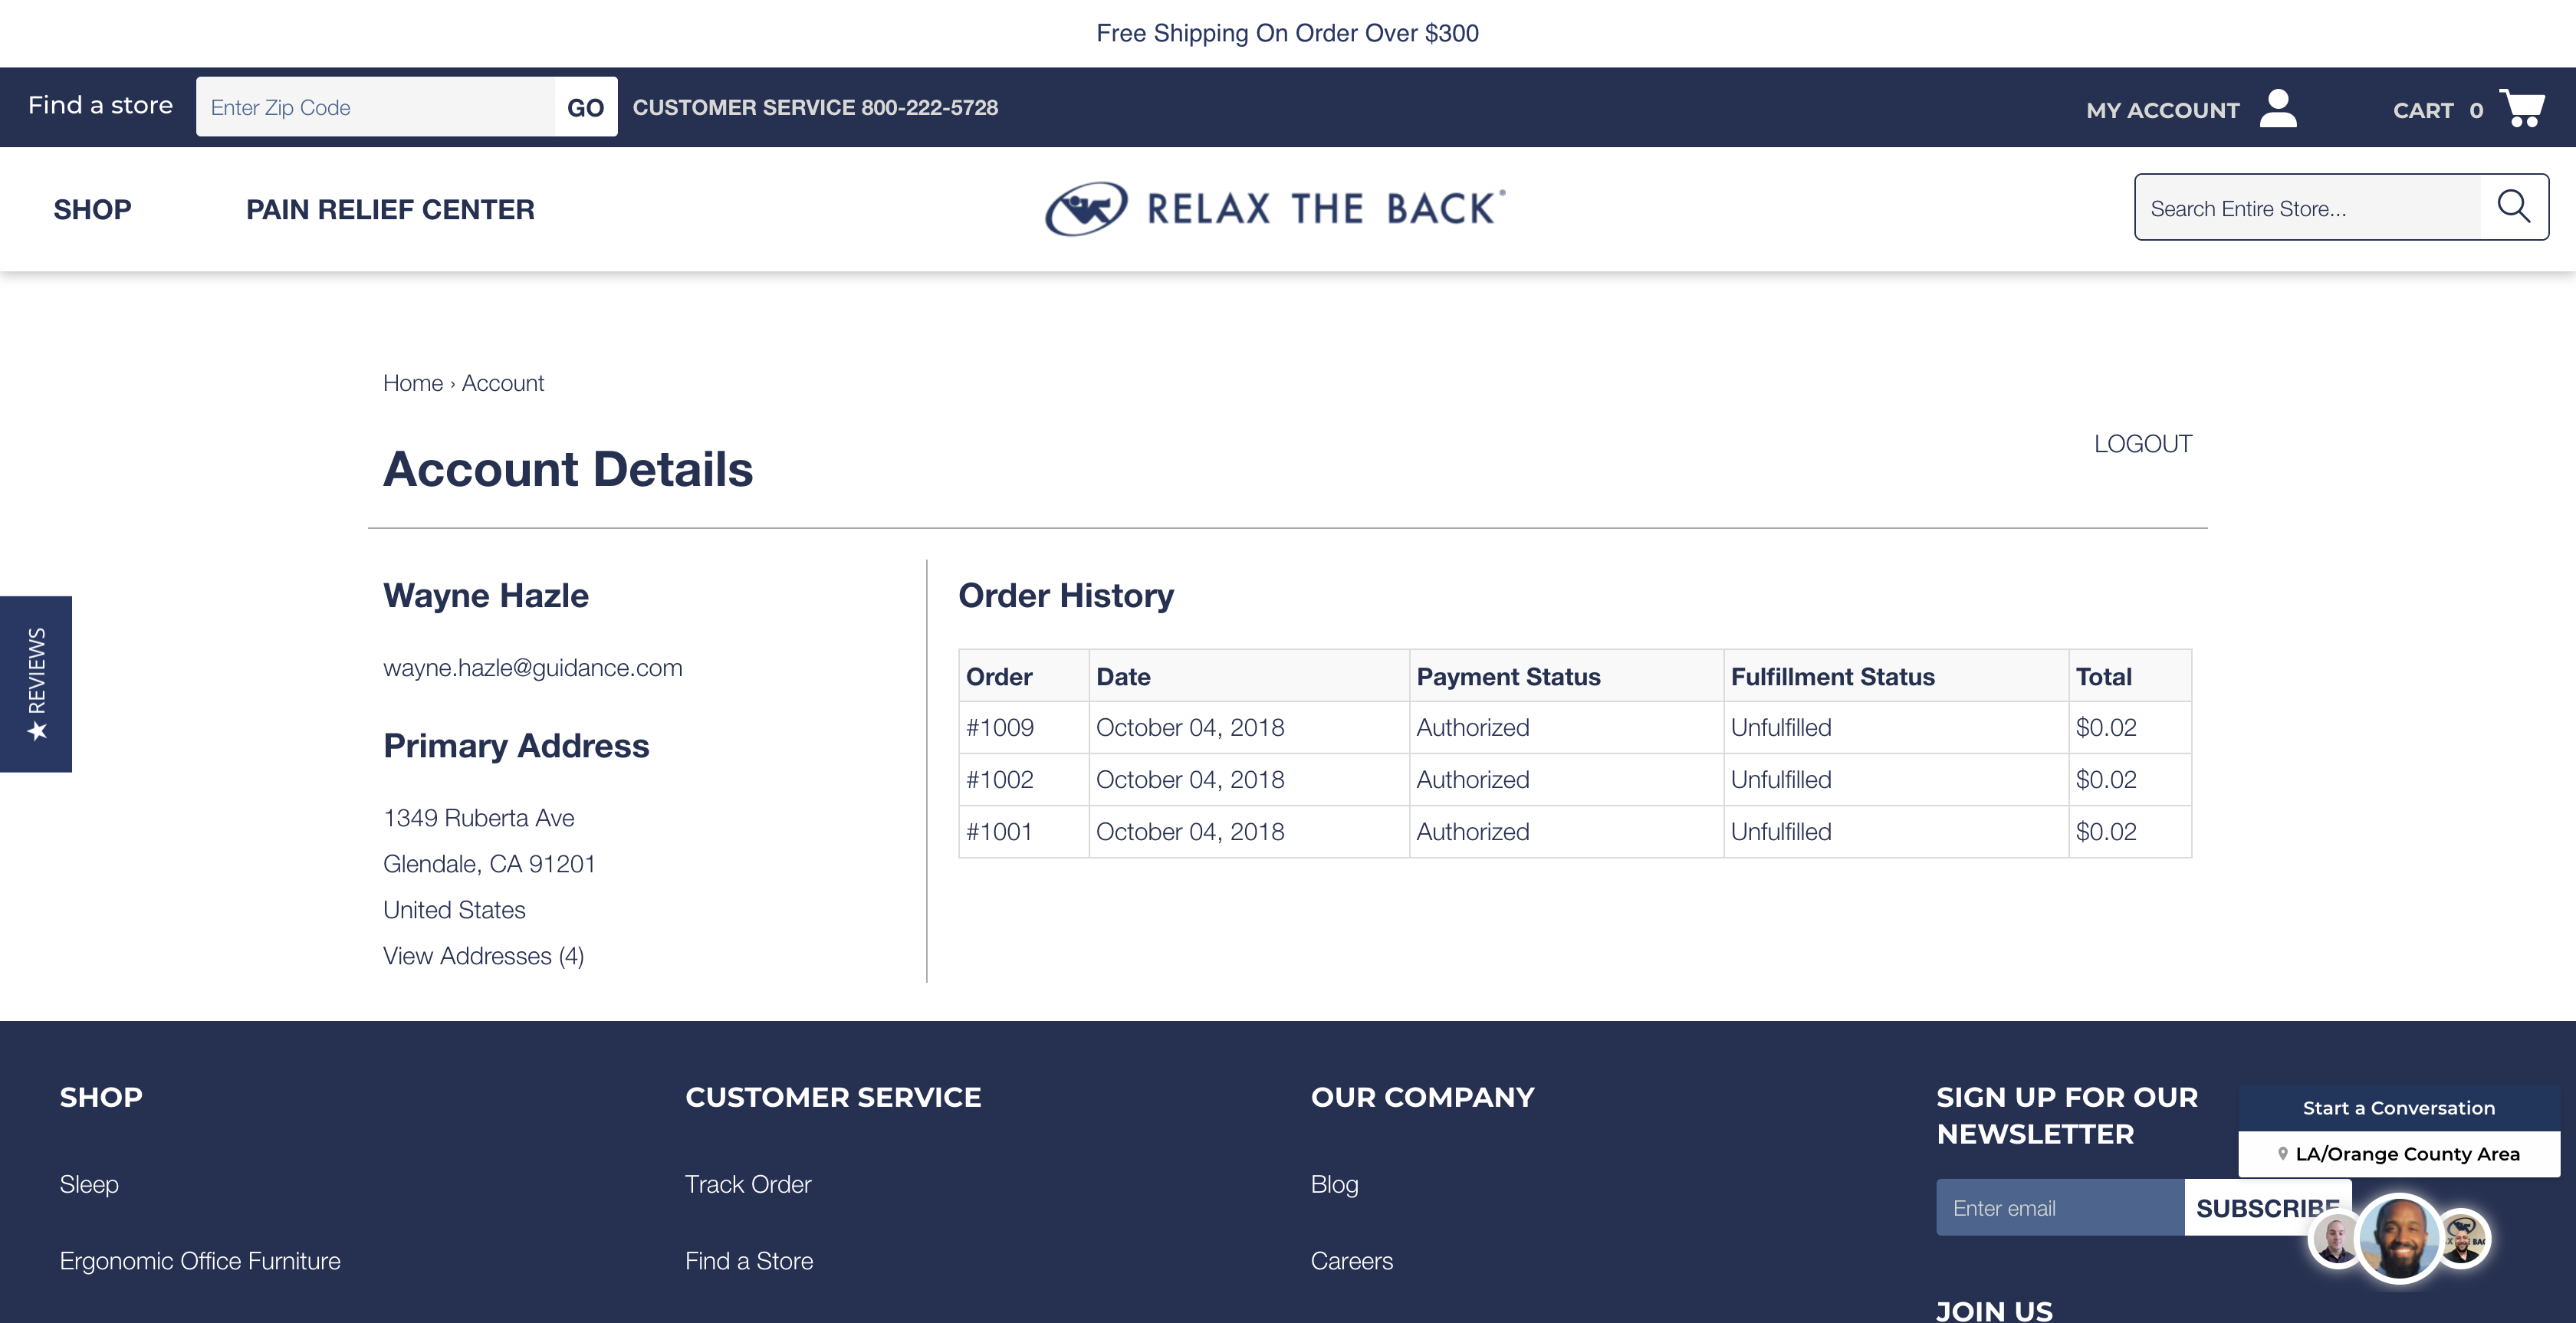 Free Shipping On Order Over $300
Find a store
Enter Zip Code
GO
CUSTOMER SERVICE 800-222-5728
MY ACCOUNT
CART 0
SHOP
PAIN RELIEF CENTER
RELAX THE BACK®
Search Entire Store...
Home › Account
Account Details
LOGOUT
★ REVIEWS
Wayne Hazle
wayne.hazle@guidance.com
Primary Address
1349 Ruberta Ave
Glendale, CA 91201
United States
View Addresses (4)
Order History
Order Date Payment Status Fulfillment Status Total
#1009 October 04, 2018 Authorized Unfulfilled $0.02
#1002 October 04, 2018 Authorized Unfulfilled $0.02
#1001 October 04, 2018 Authorized Unfulfilled $0.02
SHOP
Sleep
Ergonomic Office Furniture
CUSTOMER SERVICE
Track Order
Find a Store
OUR COMPANY
Blog
Careers
SIGN UP FOR OUR
NEWSLETTER
Enter email
SUBSCRIBE
JOIN US
Start a Conversation
LA/Orange County Area